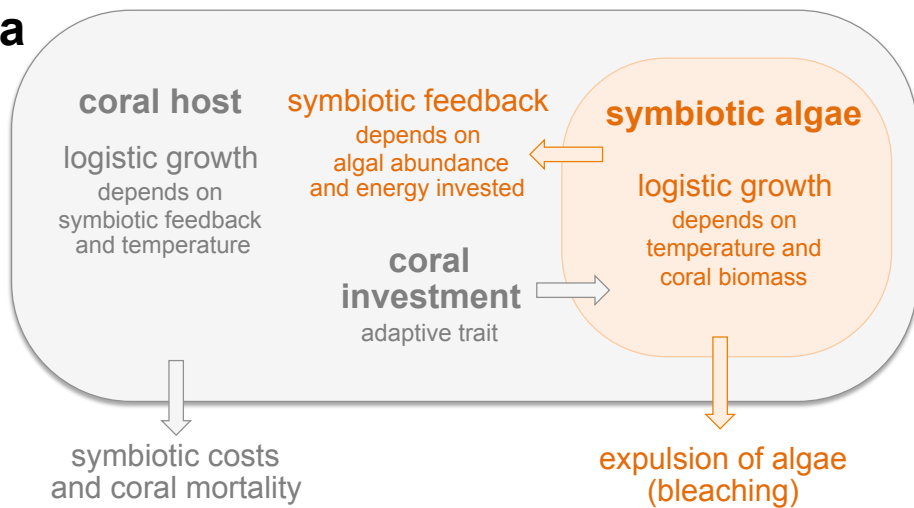 a
coral host
logistic growth
depends on
symbiotic feedback
and temperature
symbiotic feedback
depends on
algal abundance
and energy invested
coral
investment
adaptive trait
symbiotic algae
logistic growth
depends on
temperature and
coral biomass
symbiotic costs
and coral mortality
expulsion of algae
(bleaching)